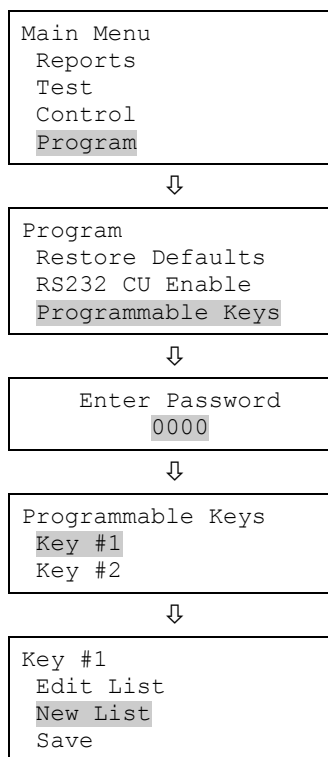 Main Menu
Reports
Test
Control
Program
⇩
Program
Restore Defaults
RS232 CU Enable
Programmable Keys
⇩
Enter Password
0000
⇩
Programmable Keys
Key #1
Key #2
⇩
Key #1
Edit List
New List
Save